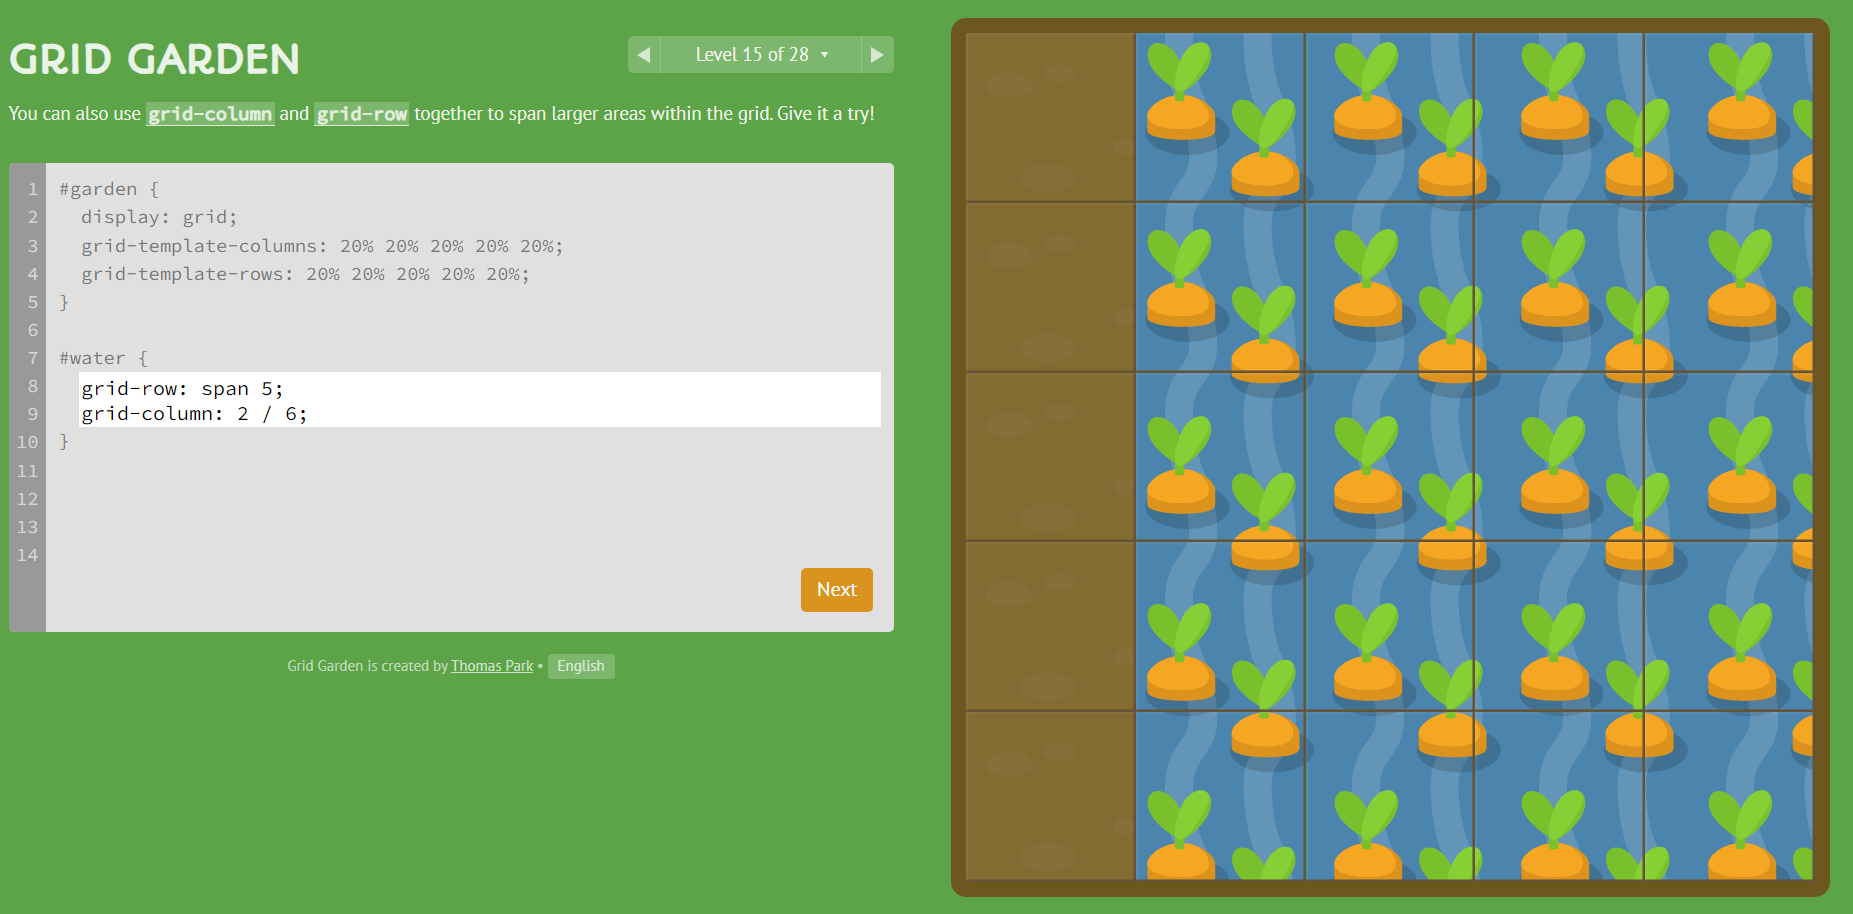 GRID GARDEN
◀ Level 15 of 28 ▼ ▶
You can also use grid-column and grid-row together to span larger areas within the grid. Give it a try!
1 #garden {
2   display: grid;
3   grid-template-columns: 20% 20% 20% 20% 20%;
4   grid-template-rows: 20% 20% 20% 20% 20%;
5 }
6
7 #water {
8   grid-row: span 5;
9   grid-column: 2 / 6;
10 }
11
12
13
14
Next
Grid Garden is created by Thomas Park • English